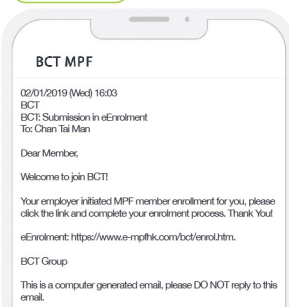 BCT MPF
02/01/2019 (Wed) 16:03
BCT
BCT: Submission in eEnrolment
To: Chan Tai Man
Dear Member,
Welcome to join BCT!
Your employer initiated MPF member enrollment for you, please
click the link and complete your enrolment process. Thank You!
eEnrolment: https://www.e-mpfhk.com/bct/enrol.htm.
BCT Group
This is a computer generated email, please DO NOT reply to this
email.